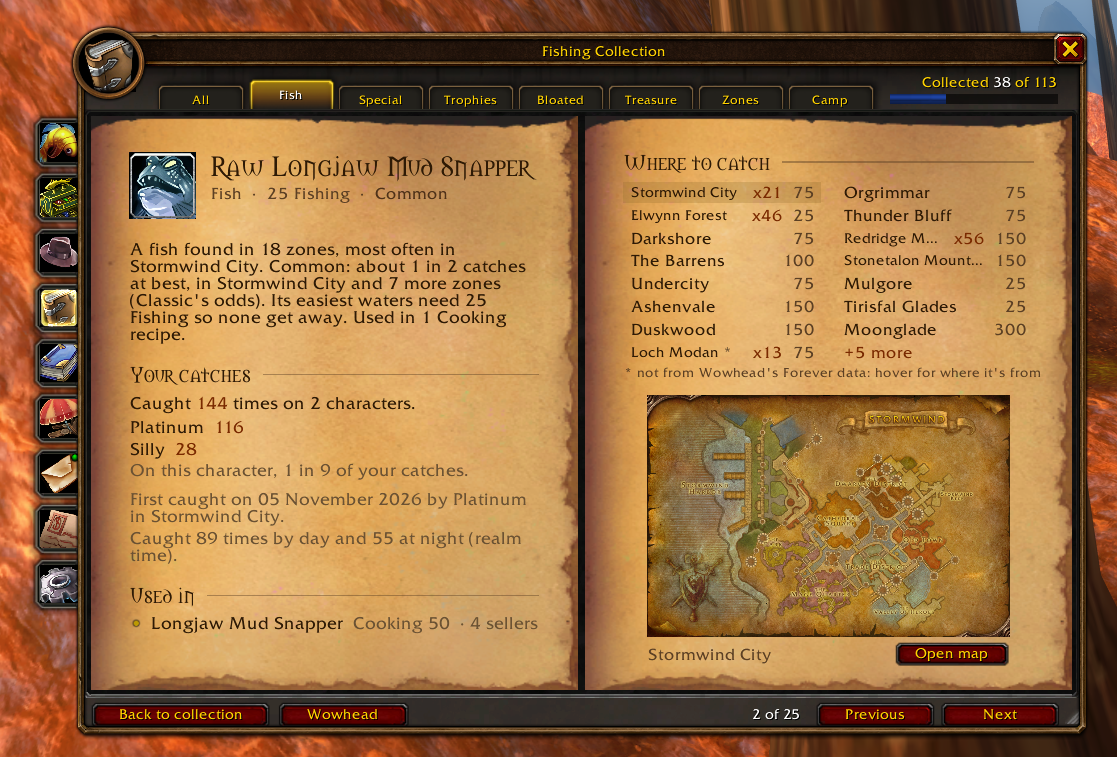 Fishing Collection
Collected 38 of 113
All
Fish
Special
Trophies
Bloated
Treasure
Zones
Camp
Raw Longjaw Mud Snapper
Fish · 25 Fishing · Common
A fish found in 18 zones, most often in
Stormwind City. Common: about 1 in 2 catches
at best, in Stormwind City and 7 more zones
(Classic's odds). Its easiest waters need 25
Fishing so none get away. Used in 1 Cooking
recipe.
Your catches
Caught 144 times on 2 characters.
Platinum 116
Silly 28
On this character, 1 in 9 of your catches.
First caught on 05 November 2026 by Platinum
in Stormwind City.
Caught 89 times by day and 55 at night (realm
time).
Used in
Longjaw Mud Snapper Cooking 50 · 4 sellers
Where to catch
Stormwind City x21 75
Elwynn Forest x46 25
Darkshore 75
The Barrens 100
Undercity 75
Ashenvale 150
Duskwood 150
Loch Modan * x13 75
Orgrimmar 75
Thunder Bluff 75
Redridge M... x56 150
Stonetalon Mount... 150
Mulgore 25
Tirisfal Glades 25
Moonglade 300
+5 more
* not from Wowhead's Forever data: hover for where it's from
STORMWIND
Stormwind City
Open map
Back to collection
Wowhead
2 of 25
Previous
Next